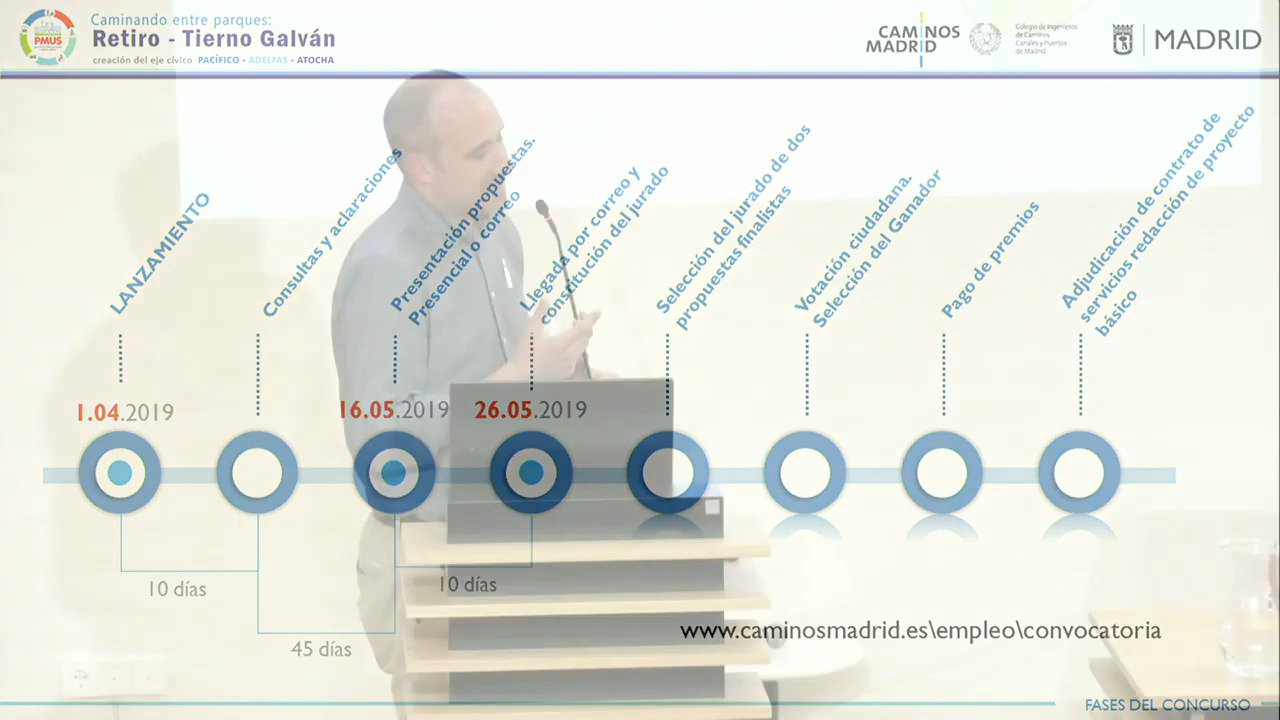 Caminando entre parques:
Retiro - Tierno Galván
creación del eje cívico PACÍFICO - ADELFAS - ATOCHA
PMUS
CAMINOS
MADRID
Colegio de Ingenieros
de Caminos
Canales y Puertos
de Madrid
MADRID
LANZAMIENTO
Consultas y aclaraciones
Presentación propuestas.
Presencial o correo
Llegada por correo y
constitución del jurado
Selección del jurado de dos
propuestas finalistas
Votación ciudadana.
Selección del Ganador
Pago de premios
Adjudicación de contrato de
servicios redacción de proyecto
básico
1.04.2019
16.05.2019
26.05.2019
10 días
45 días
10 días
www.caminosmadrid.es\empleo\convocatoria
FASES DEL CONCURSO